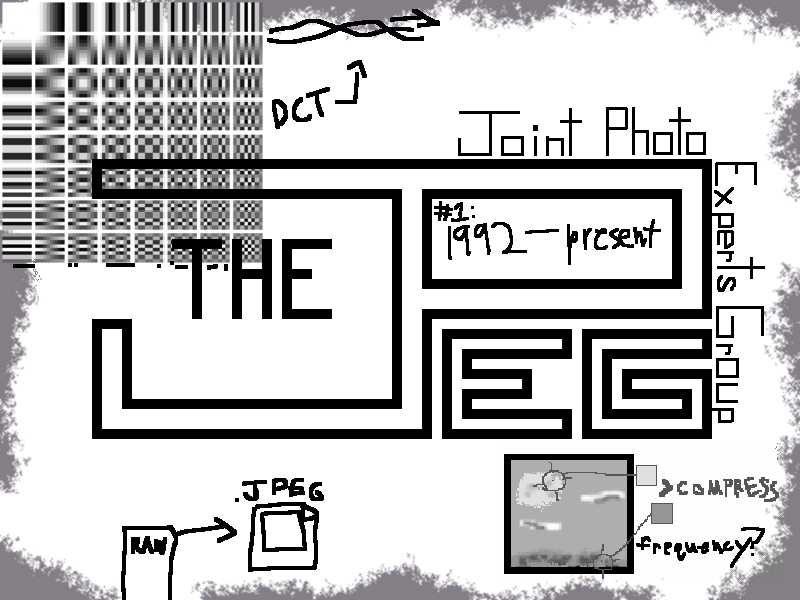 DCT
Joint Photo
Experts Group
THE
JPEG
#1:
1992—present
.JPEG
RAW
>COMPRESS
frequency?